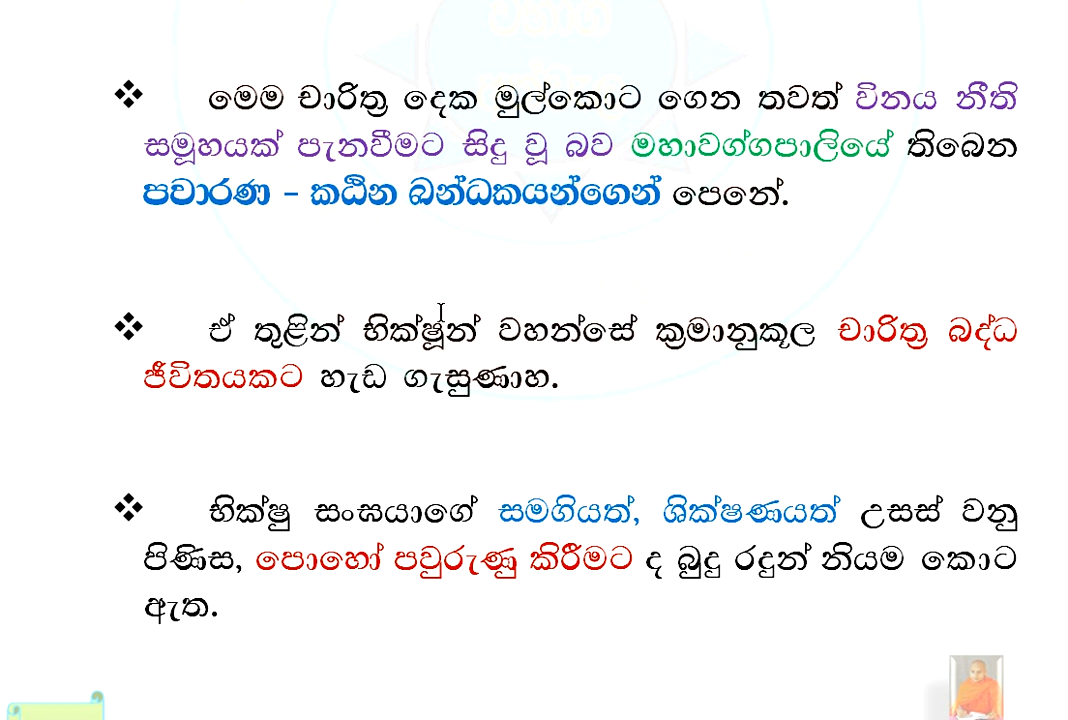 ❖ මෙම චාරිත්‍ර දෙක මුල්කොට ගෙන තවත් විනය නීති
සමූහයක් පැනවීමට සිදු වූ බව මහාවග්ගපාලියේ තිබෙන
පවාරණ – කඨින ඛන්ධකයන්ගෙන් පෙනේ.
❖ ඒ තුළින් භික්ෂූන් වහන්සේ ක්‍රමානුකූල චාරිත්‍ර බද්ධ
ජීවිතයකට හැඩ ගැසුණාහ.
❖ භික්ෂු සංඝයාගේ සමගියත්, ශික්ෂණයත් උසස් වනු
පිණිස, පොහෝ පවුරුණු කිරීමට ද බුදු රදුන් නියම කොට
ඇත.